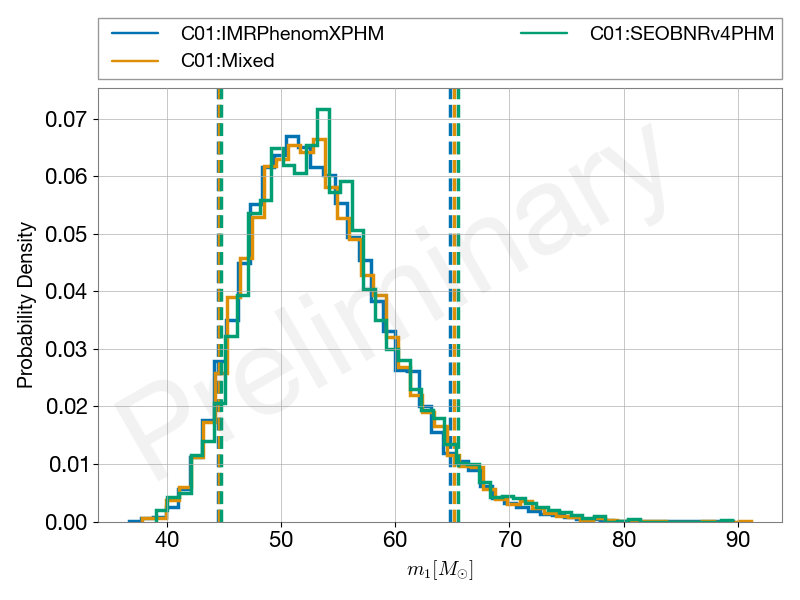 C01:IMRPhenomXPHM
C01:Mixed
C01:SEOBNRv4PHM
0.07
0.06
0.05
0.04
0.03
0.02
0.01
0.00
Probability Density
Preliminary
40 50 60 70 80 90
m₁[M☉]